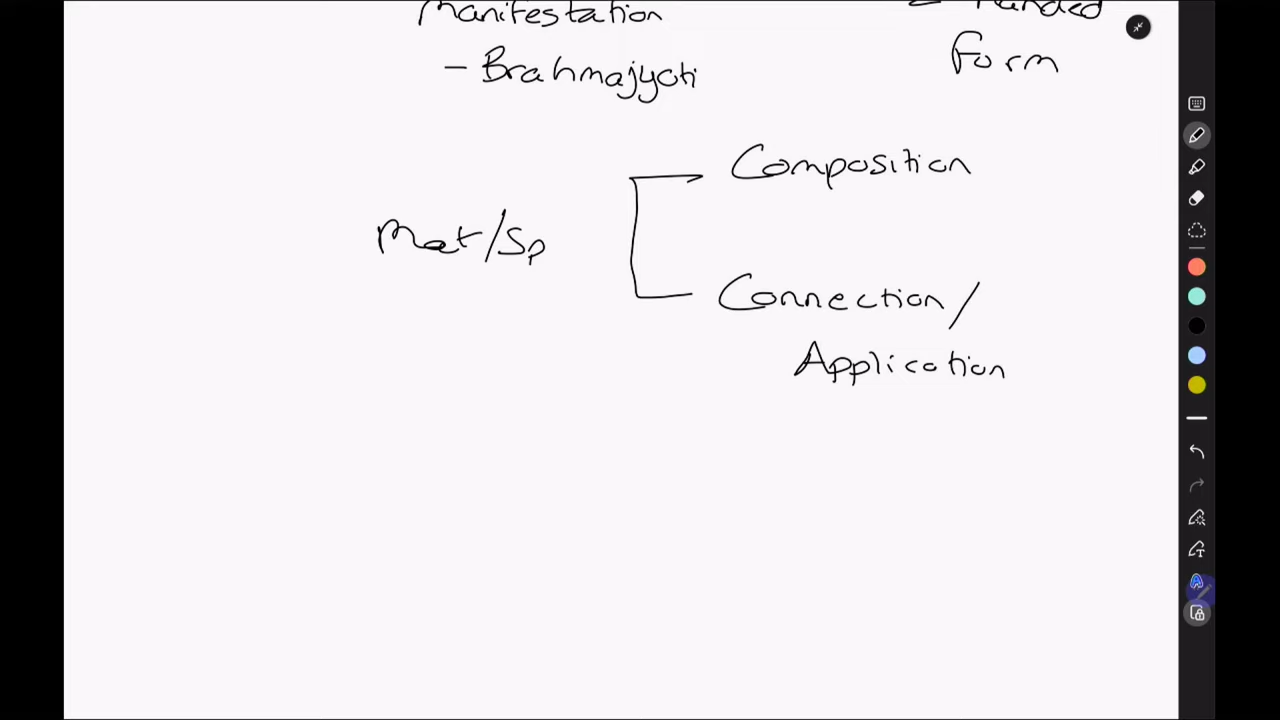 Manifestation
- Brahmajyoti
Form
Composition
Mat/Sp
Connection/
Application